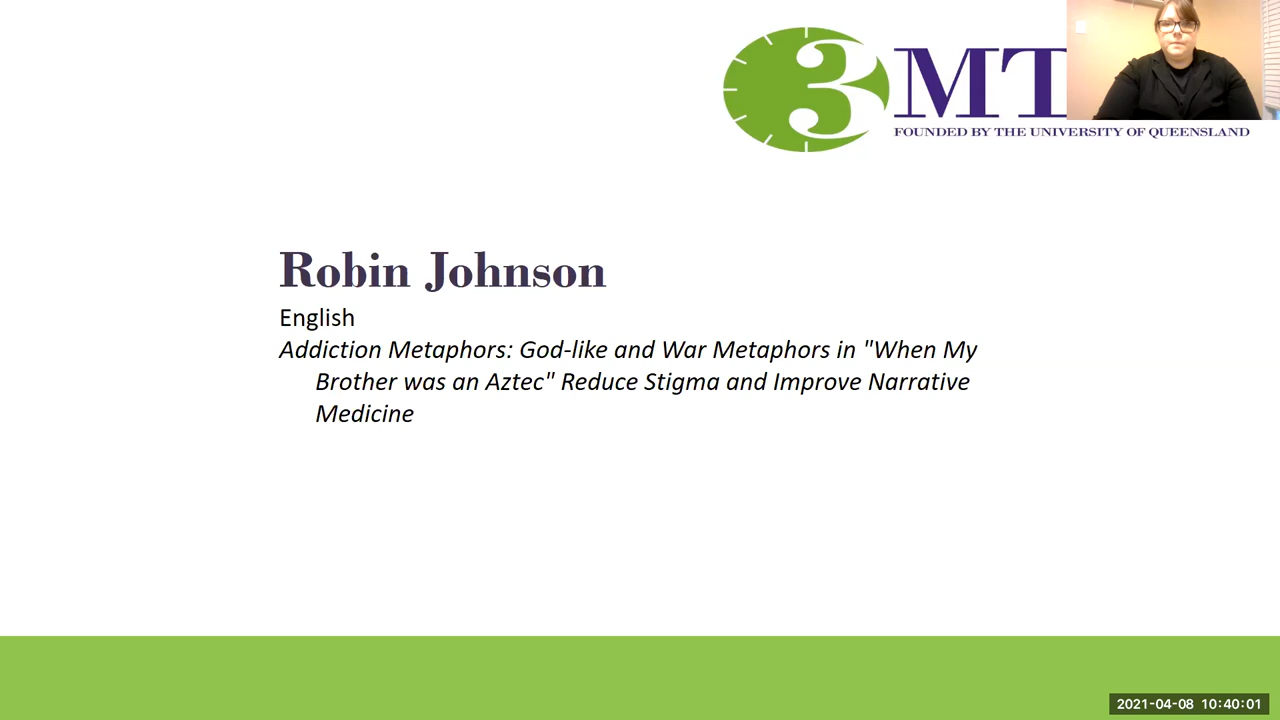 3MT
FOUNDED BY THE UNIVERSITY OF QUEENSLAND
Robin Johnson
English
Addiction Metaphors: God-like and War Metaphors in "When My
Brother was an Aztec" Reduce Stigma and Improve Narrative
Medicine
2021-04-08 10:40:01